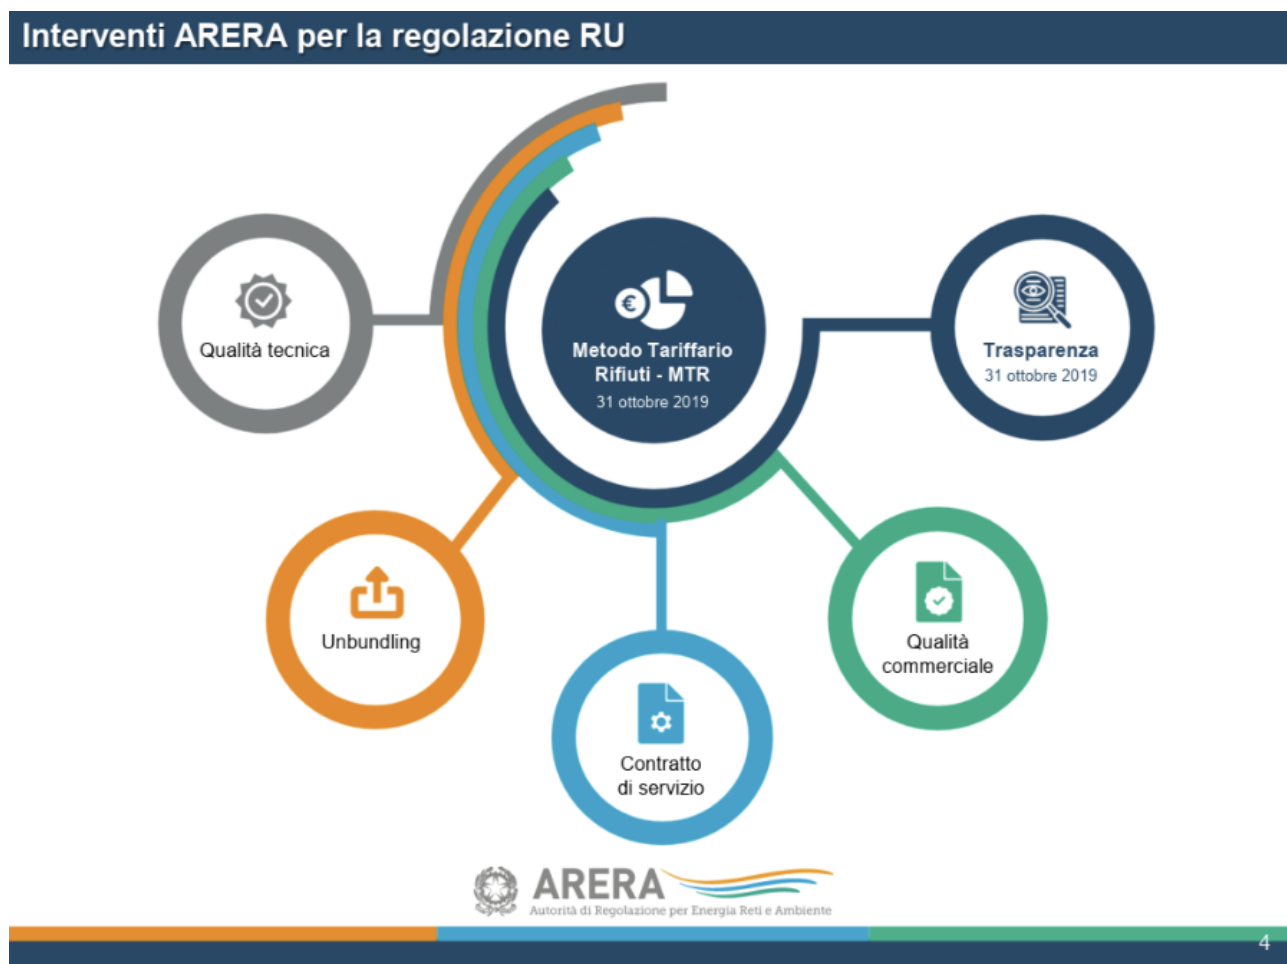 Interventi ARERA per la regolazione RU
Qualità tecnica
€
Metodo Tariffario
Rifiuti - MTR
31 ottobre 2019
Trasparenza
31 ottobre 2019
Unbundling
Qualità
commerciale
Contratto
di servizio
ARERA
Autorità di Regolazione per Energia Reti e Ambiente
4